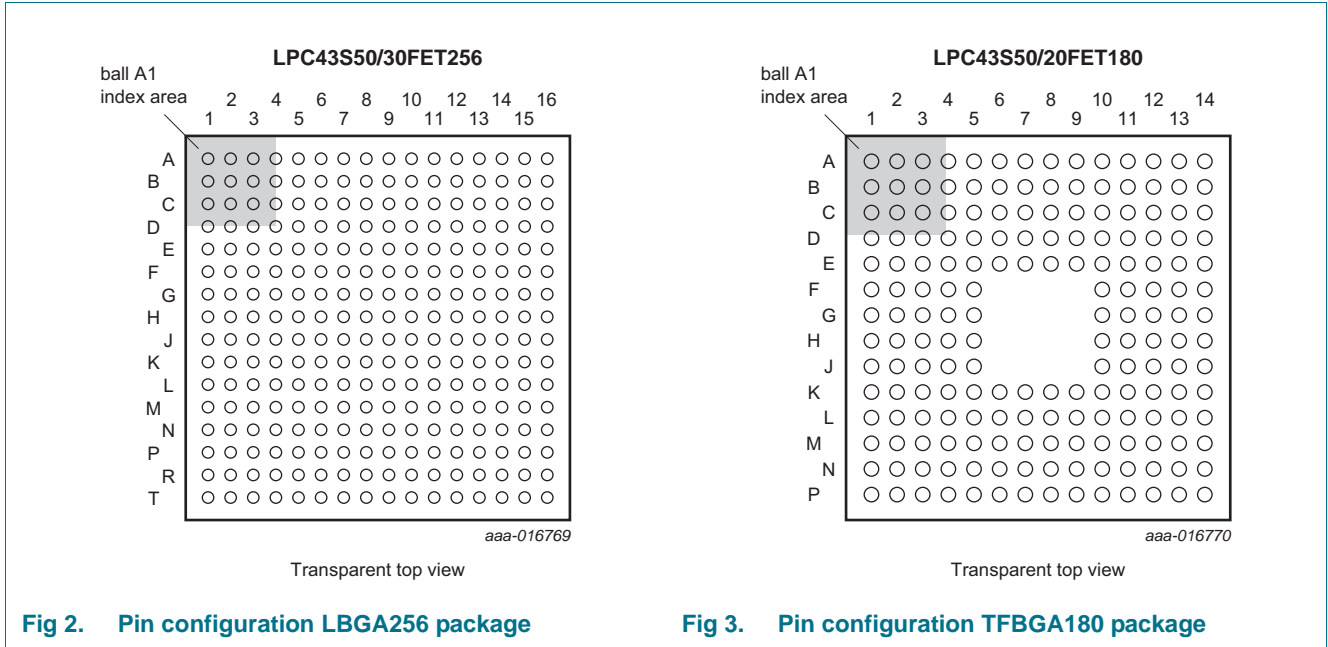 LPC43S50/30FET256
ball A1
index area
2 4 6 8 10 12 14 16
1 3 5 7 9 11 13 15
A
B
C
D
E
F
G
H
J
K
L
M
N
P
R
T
aaa-016769
Transparent top view
Fig 2. Pin configuration LBGA256 package
LPC43S50/20FET180
ball A1
index area
2 4 6 8 10 12 14
1 3 5 7 9 11 13
A
B
C
D
E
F
G
H
J
K
L
M
N
P
aaa-016770
Transparent top view
Fig 3. Pin configuration TFBGA180 package